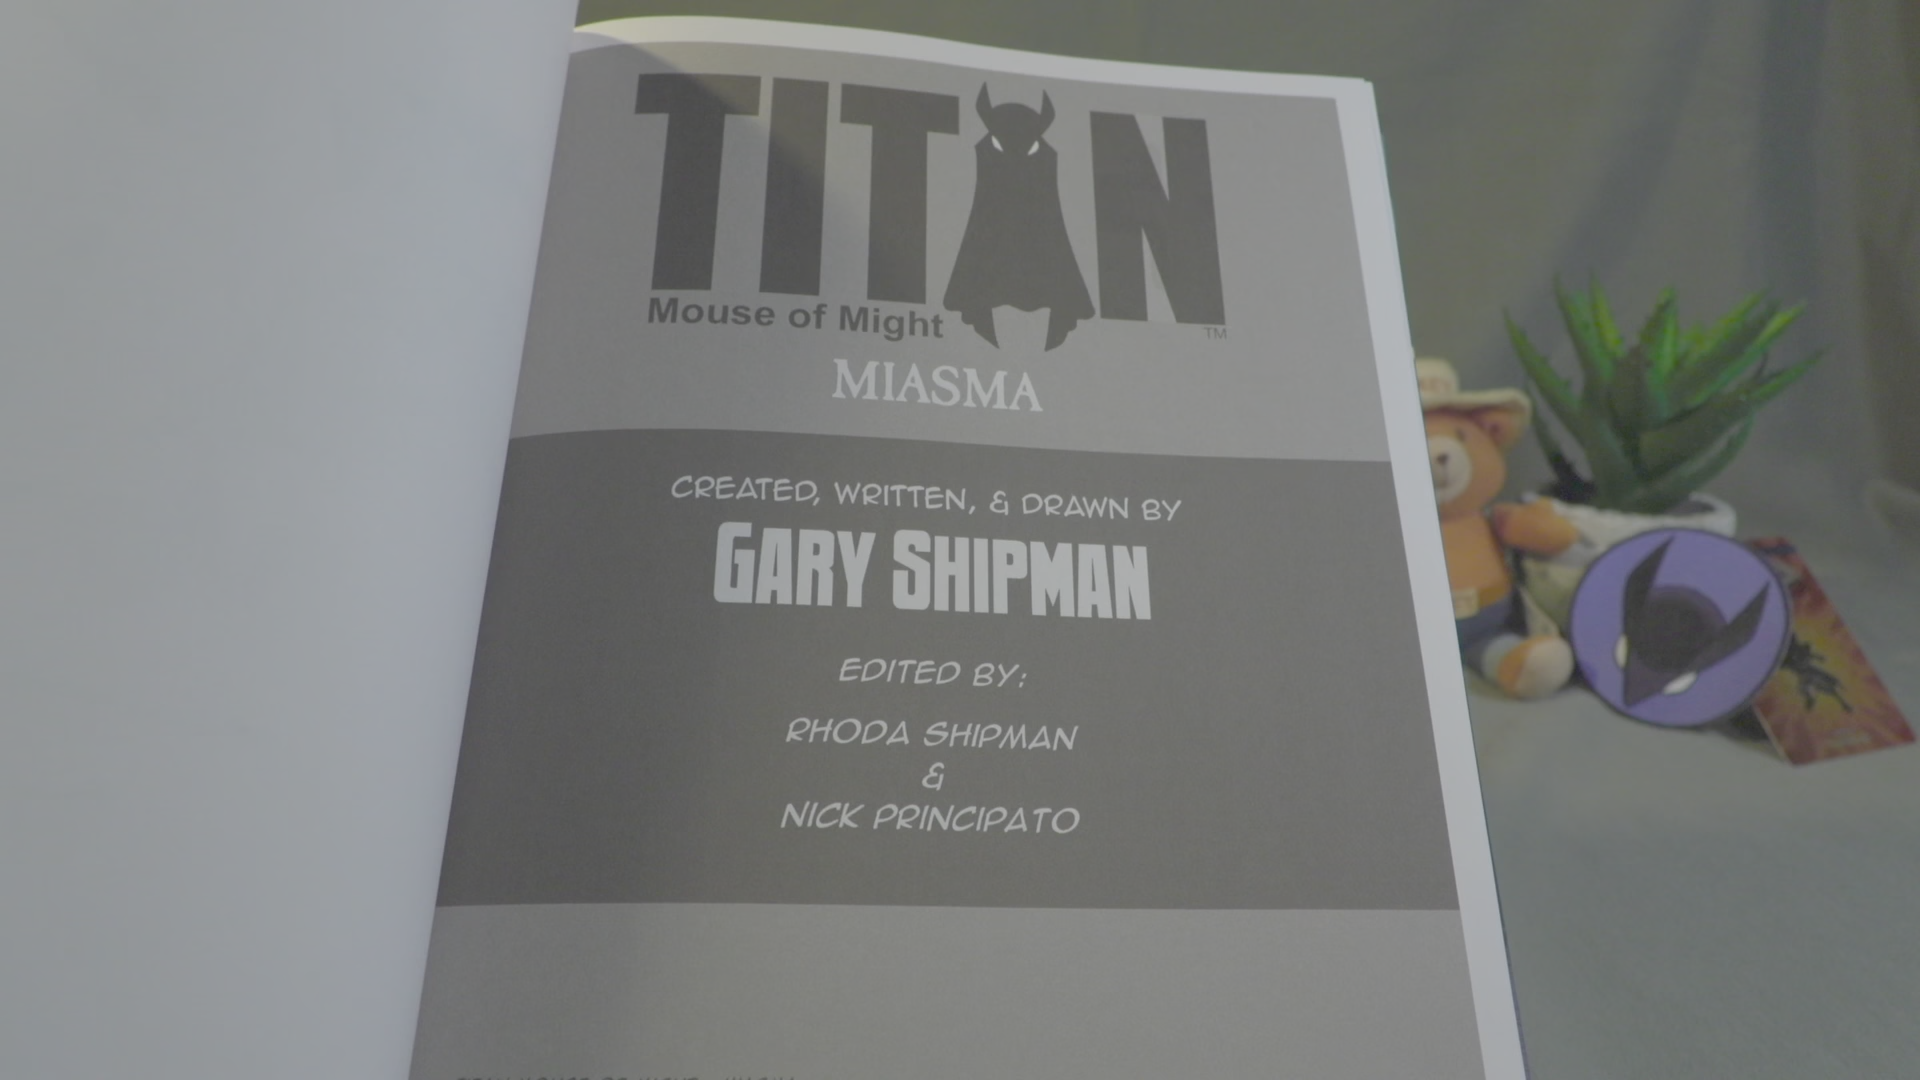 TITAN
Mouse of Might
TM
MIASMA
CREATED, WRITTEN, & DRAWN BY
GARY SHIPMAN
EDITED BY:
RHODA SHIPMAN
&
NICK PRINCIPATO